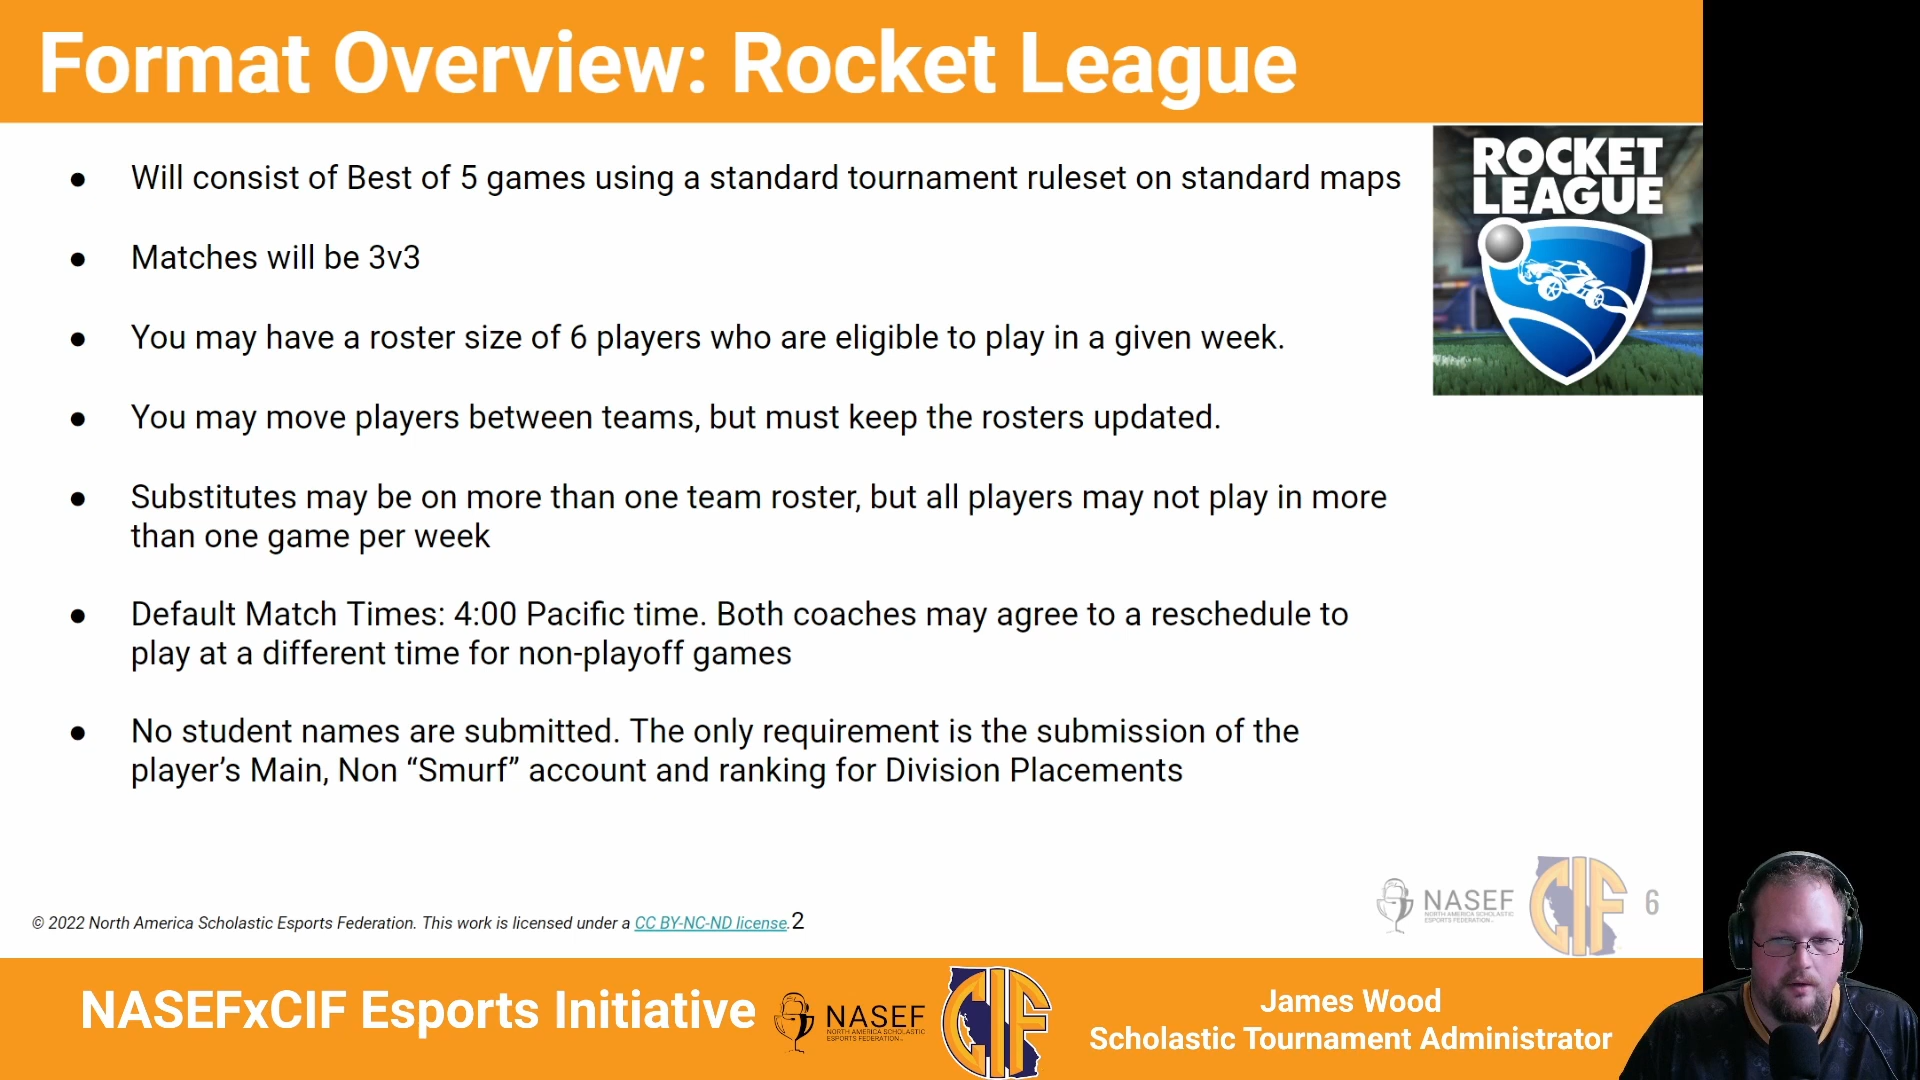 Format Overview: Rocket League
ROCKET
LEAGUE
● Will consist of Best of 5 games using a standard tournament ruleset on standard maps
● Matches will be 3v3
● You may have a roster size of 6 players who are eligible to play in a given week.
● You may move players between teams, but must keep the rosters updated.
● Substitutes may be on more than one team roster, but all players may not play in more
than one game per week
● Default Match Times: 4:00 Pacific time. Both coaches may agree to a reschedule to
play at a different time for non-playoff games
● No student names are submitted. The only requirement is the submission of the
player’s Main, Non “Smurf” account and ranking for Division Placements
NASEF
NORTH AMERICA SCHOLASTIC
ESPORTS FEDERATION
CIF
6
© 2022 North America Scholastic Esports Federation. This work is licensed under a CC BY-NC-ND license.2
NASEFxCIF Esports Initiative
NASEF
NORTH AMERICA SCHOLASTIC
ESPORTS FEDERATION
CIF
James Wood
Scholastic Tournament Administrator